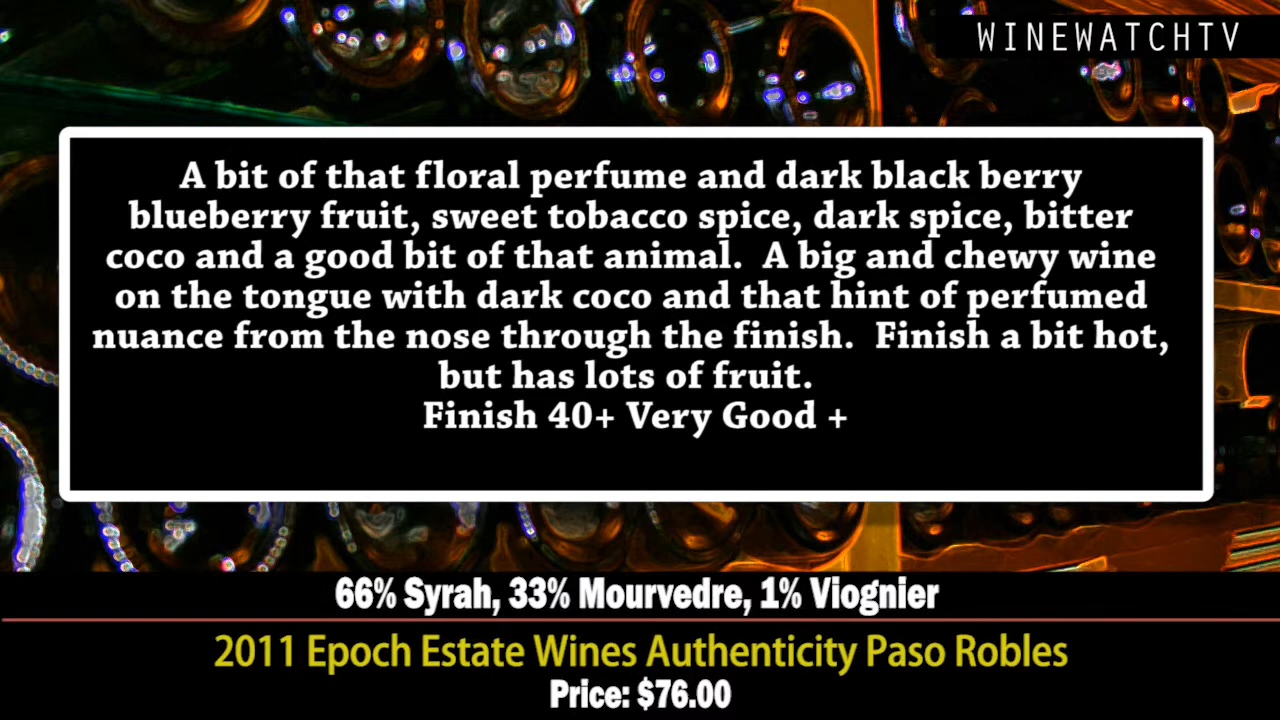 WINEWATCHTV
A bit of that floral perfume and dark black berry
blueberry fruit, sweet tobacco spice, dark spice, bitter
coco and a good bit of that animal.  A big and chewy wine
on the tongue with dark coco and that hint of perfumed
nuance from the nose through the finish.  Finish a bit hot,
but has lots of fruit.
Finish 40+ Very Good +
66% Syrah, 33% Mourvedre, 1% Viognier
2011 Epoch Estate Wines Authenticity Paso Robles
Price: $76.00